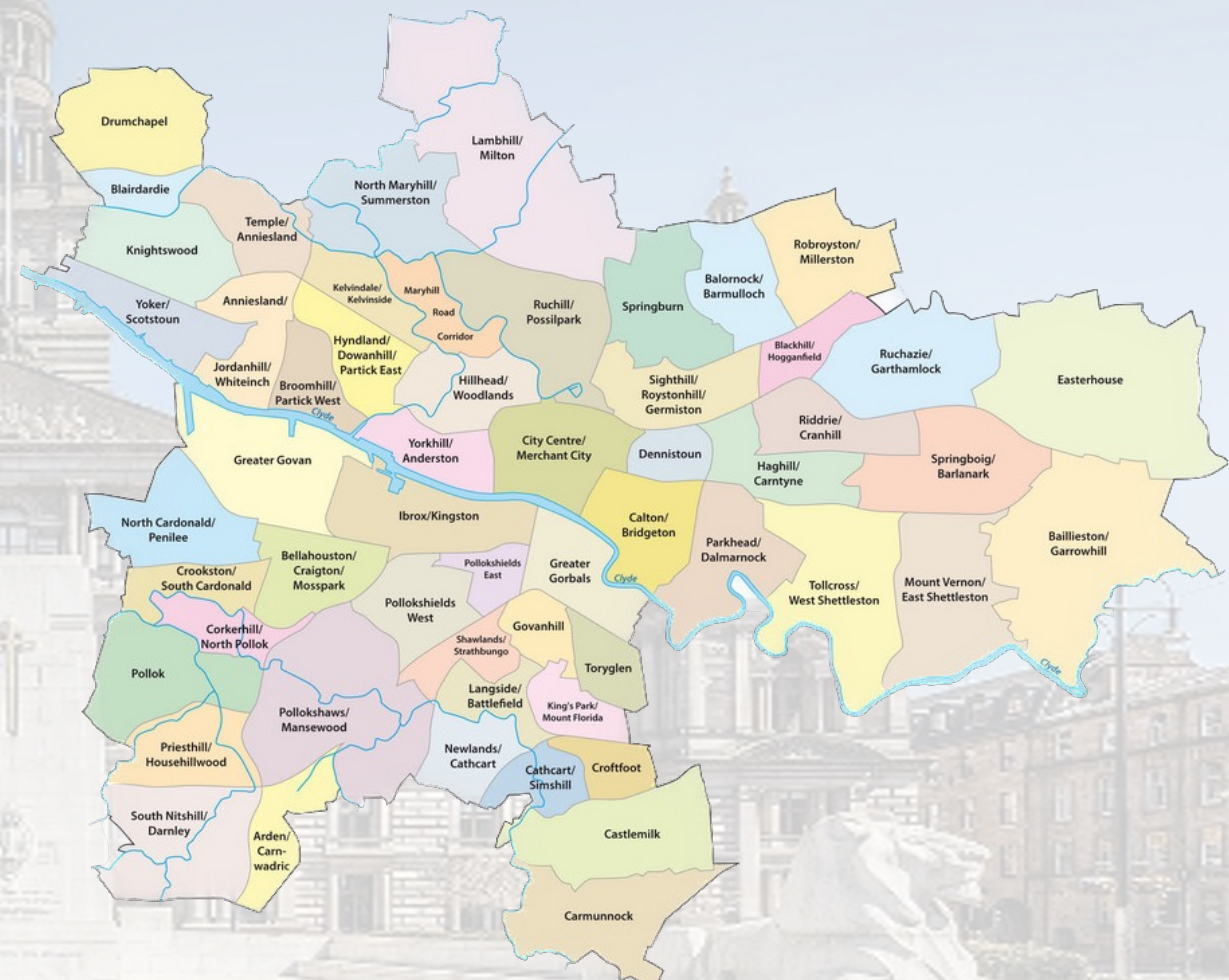 Drumchapel
Blairdardie
Knightswood
Yoker/
Scotstoun
Temple/
Anniesland
North Maryhill/
Summerston
Lambhill/
Milton
Anniesland/
Jordanhill/
Whiteinch
Broomhill/
Partick West
Kelvindale/
Kelvinside
Hyndland/
Dowanhill/
Partick East
Maryhill
Road
Corridor
Hillhead/
Woodlands
Ruchill/
Possilpark
Springburn
Balornock/
Barmulloch
Robroyston/
Millerston
Blackhill/
Hogganfield
Ruchazie/
Garthamlock
Easterhouse
Sighthill/
Roystonhill/
Germiston
Riddrie/
Cranhill
Clyde
Greater Govan
Yorkhill/
Anderston
City Centre/
Merchant City
Dennistoun
Haghill/
Carntyne
Springboig/
Barlanark
North Cardonald/
Penilee
Ibrox/Kingston
Calton/
Bridgeton
Parkhead/
Dalmarnock
Tollcross/
West Shettleston
Mount Vernon/
East Shettleston
Baillieston/
Garrowhill
Crookston/
South Cardonald
Bellahouston/
Craigton/
Mosspark
Pollokshields
East
Greater
Gorbals
Clyde
Pollokshields
West
Corkerhill/
North Pollok
Shawlands/
Strathbungo
Govanhill
Toryglen
Clyde
Pollok
Pollokshaws/
Mansewood
Langside/
Battlefield
King's Park/
Mount Florida
Priesthill/
Househillwood
Newlands/
Cathcart
Cathcart/
Simshill
Croftfoot
South Nitshill/
Darnley
Arden/
Carn-
wadric
Castlemilk
Carmunnock